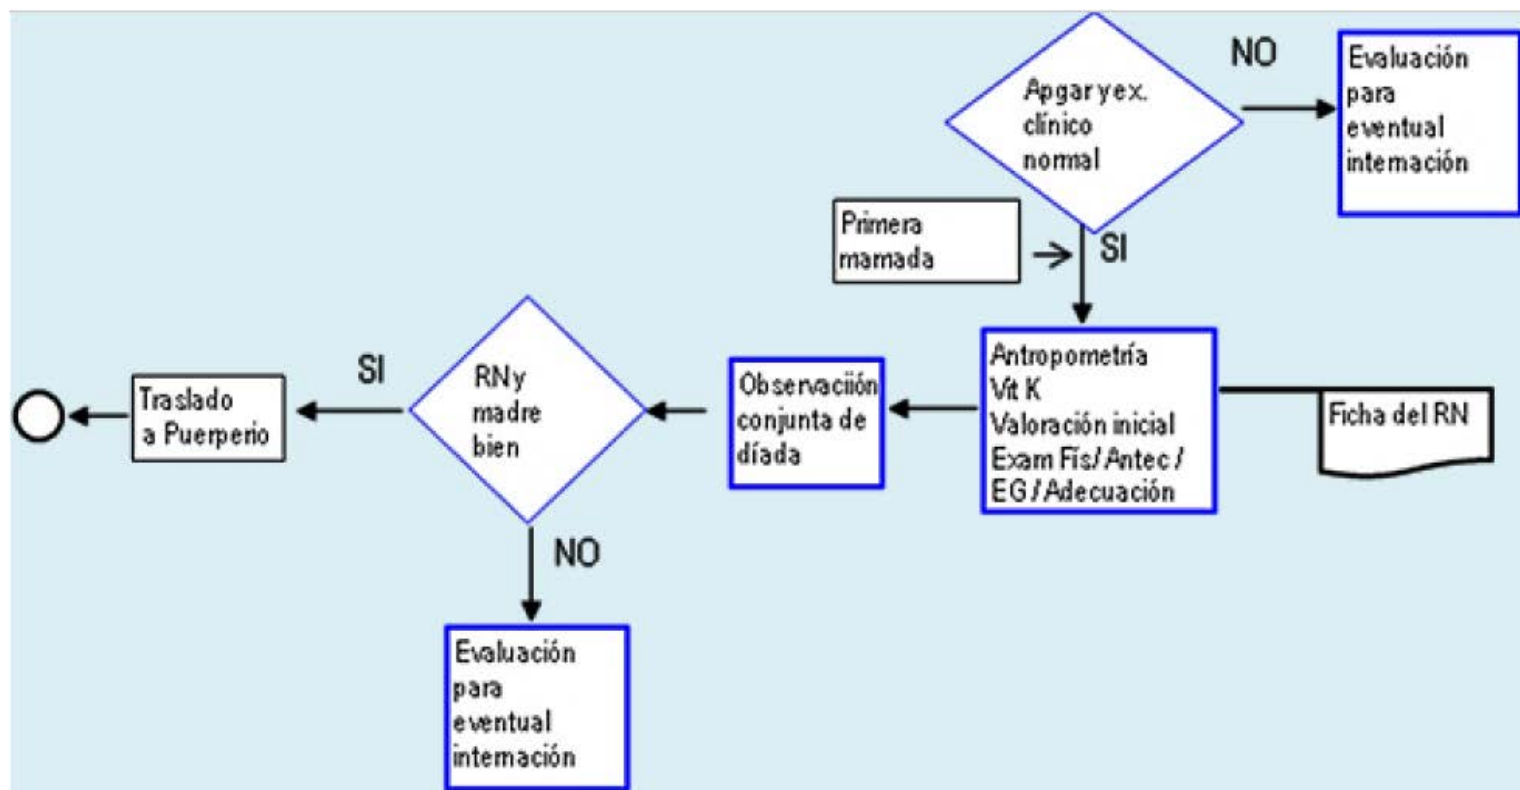 Apgar y ex.
clínico
normal
NO
Evaluación
para
eventual
internación
Primera
mamada
SI
Antropometría
Vit K
Valoración inicial
Exam Fís/ Antec /
EG / Adecuación
Ficha del RN
Observaciión
conjunta de
díada
RN y
madre
bien
SI
Traslado
a Puerperio
NO
Evaluación
para
eventual
internación